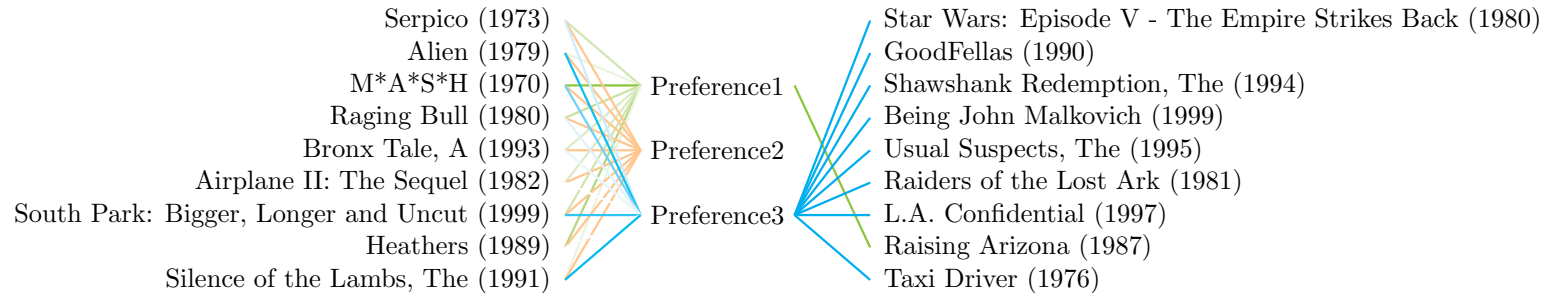 Serpico (1973)
Alien (1979)
M*A*S*H (1970)
Raging Bull (1980)
Bronx Tale, A (1993)
Airplane II: The Sequel (1982)
South Park: Bigger, Longer and Uncut (1999)
Heathers (1989)
Silence of the Lambs, The (1991)
Preference1
Preference2
Preference3
Star Wars: Episode V - The Empire Strikes Back (1980)
GoodFellas (1990)
Shawshank Redemption, The (1994)
Being John Malkovich (1999)
Usual Suspects, The (1995)
Raiders of the Lost Ark (1981)
L.A. Confidential (1997)
Raising Arizona (1987)
Taxi Driver (1976)